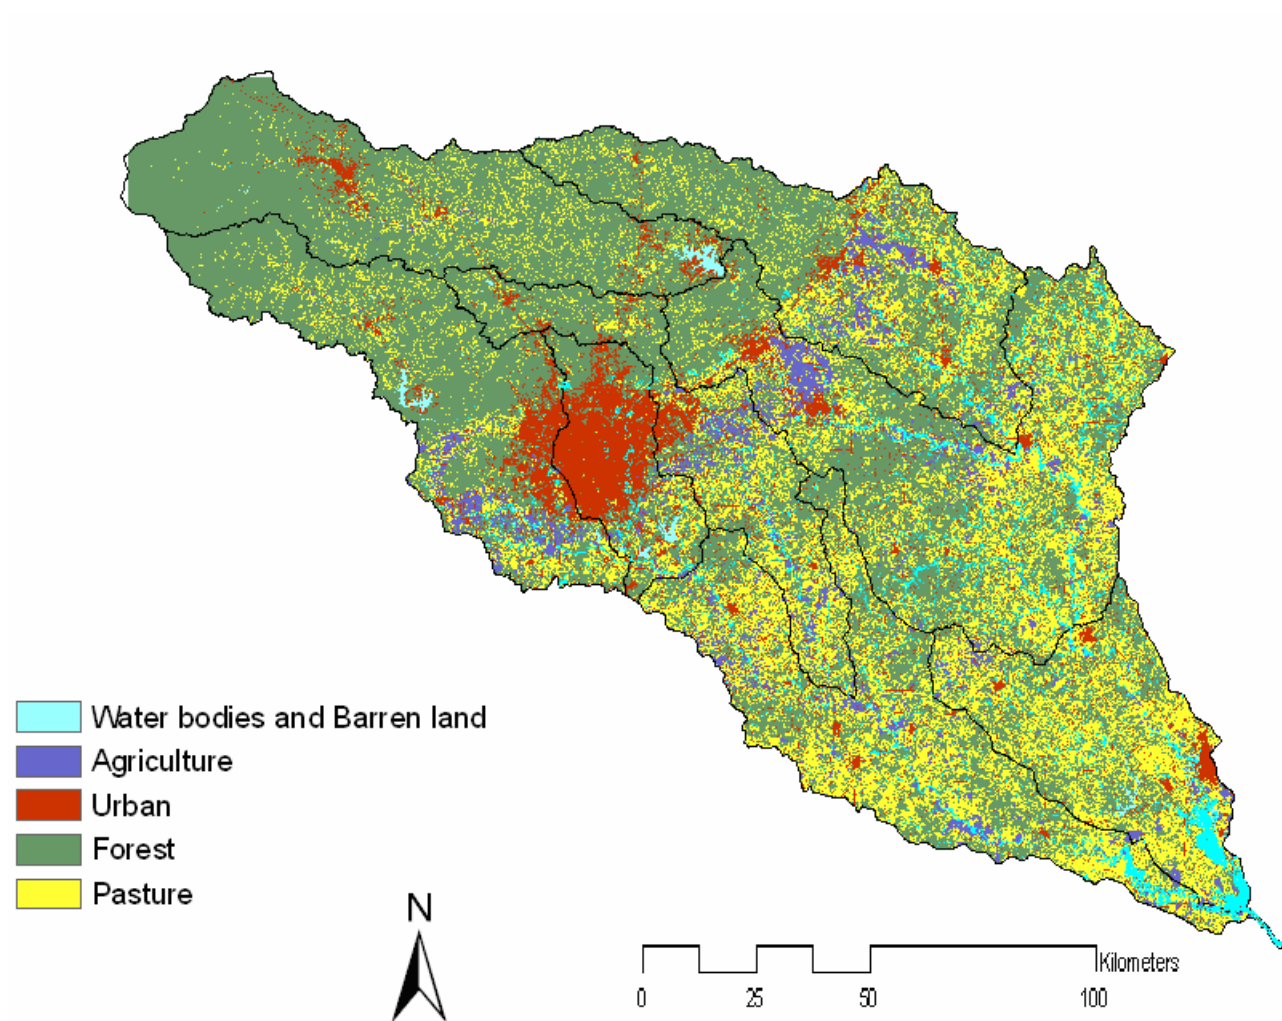 Water bodies and Barren land
Agriculture
Urban
Forest
Pasture
N
Kilometers
0 25 50 100